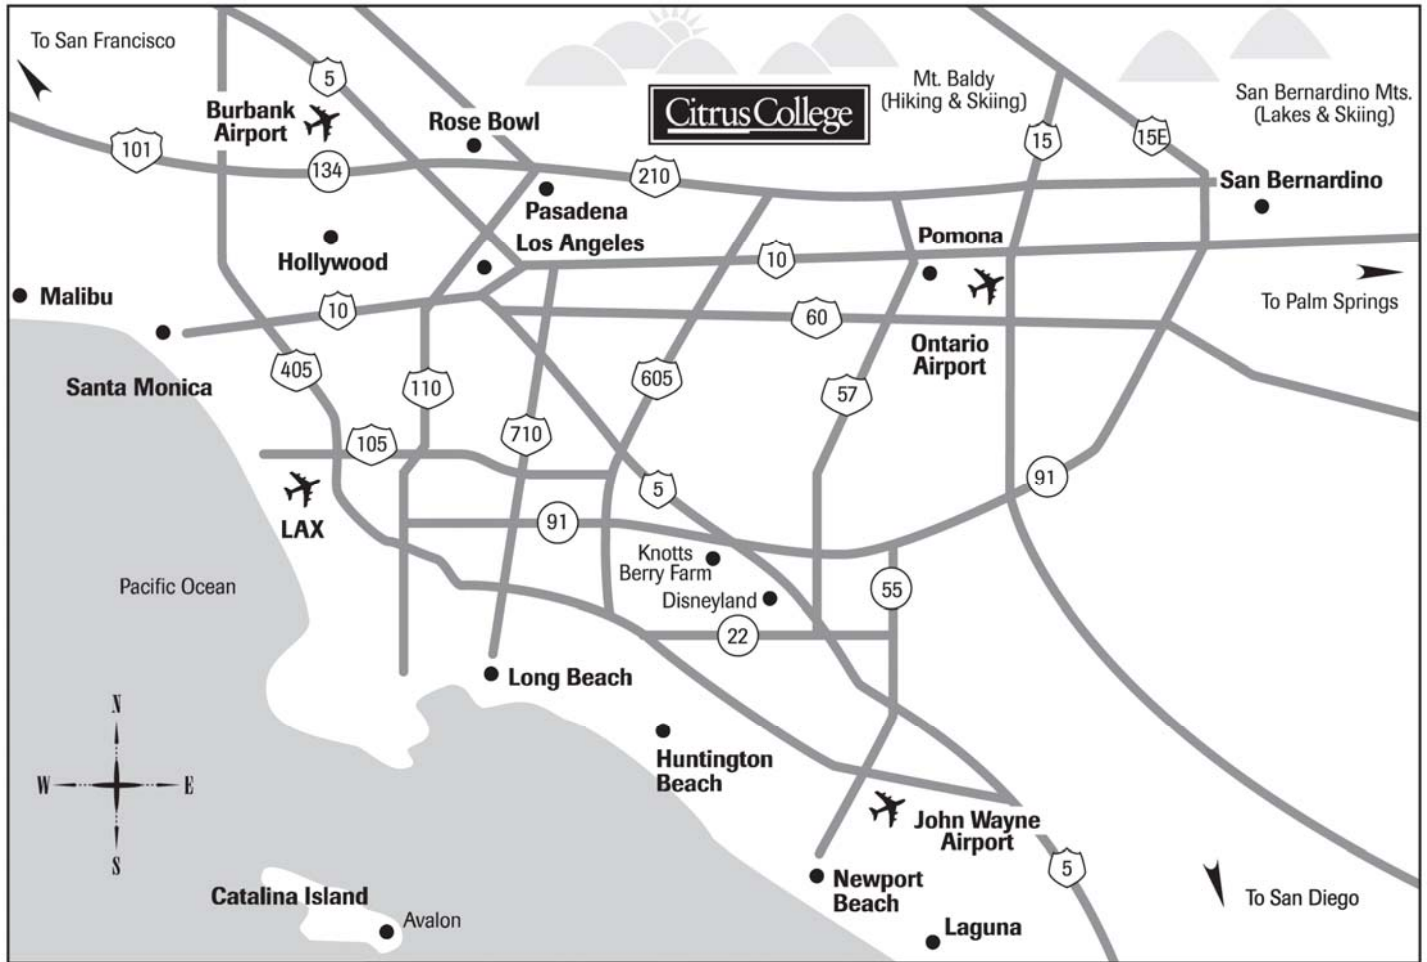 To San Francisco
5
Burbank
Airport
101
134
Rose Bowl
Citrus College
Mt. Baldy
(Hiking & Skiing)
San Bernardino Mts.
(Lakes & Skiing)
15
15E
210
San Bernardino
Pasadena
Los Angeles
Hollywood
Pomona
10
To Palm Springs
Malibu
10
60
Ontario
Airport
Santa Monica
405
110
605
57
710
105
5
91
LAX
91
Knotts
Berry Farm
Disneyland
55
Pacific Ocean
22
Long Beach
N
W
E
S
Huntington
Beach
John Wayne
Airport
5
Newport
Beach
To San Diego
Catalina Island
Avalon
Laguna